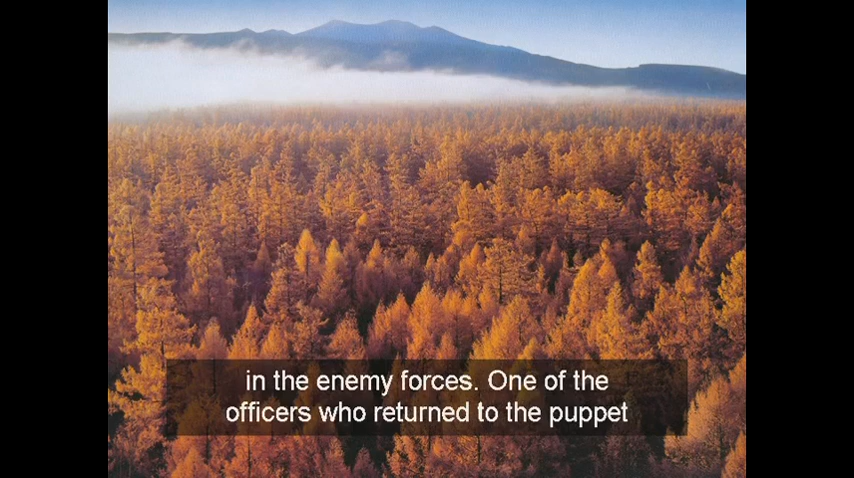 in the enemy forces. One of the
officers who returned to the puppet